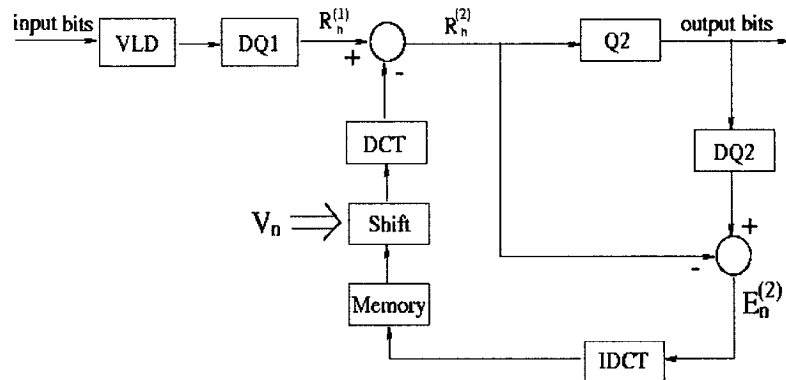 input bits
VLD
DQ1
R_n^{(1)}
+
-
R_n^{(2)}
Q2
output bits
DCT
DQ2
V_n
Shift
+
-
Memory
E_n^{(2)}
IDCT